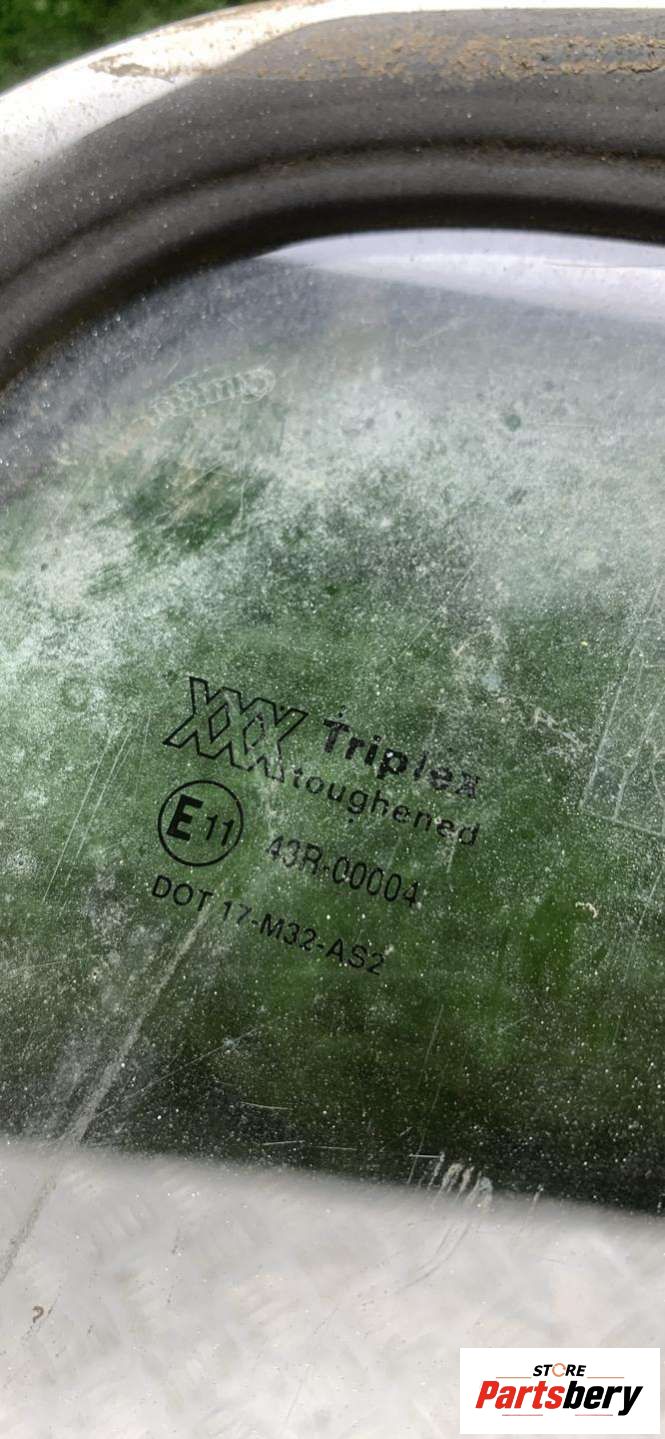 Triplex
toughened
E11
43R-00004
DOT 17-M32-AS2
STORE
Partsbery